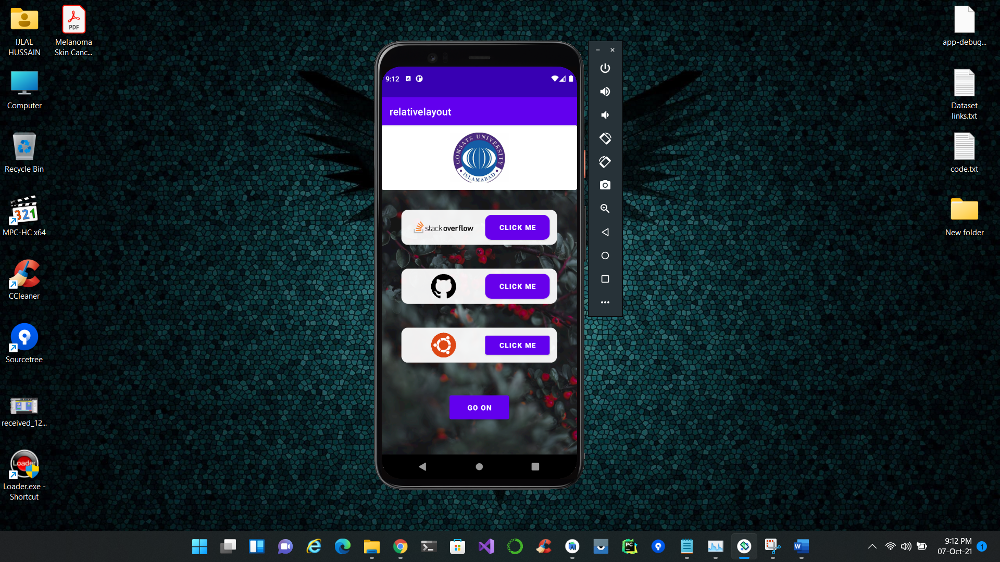 IJLAL
HUSSAIN
PDF
Melanoma
Skin Canc...
Computer
Recycle Bin
321
MPC-HC x64
CCleaner
Sourcetree
received_12...
Loader
Loader.exe -
Shortcut
9:12
relativelayout
COMSATS UNIVERSITY
ISLAMABAD
stackoverflow
CLICK ME
CLICK ME
CLICK ME
GO ON
app-debug...
Dataset
links.txt
code.txt
New folder
PC
W
9:12 PM
07-Oct-21
1